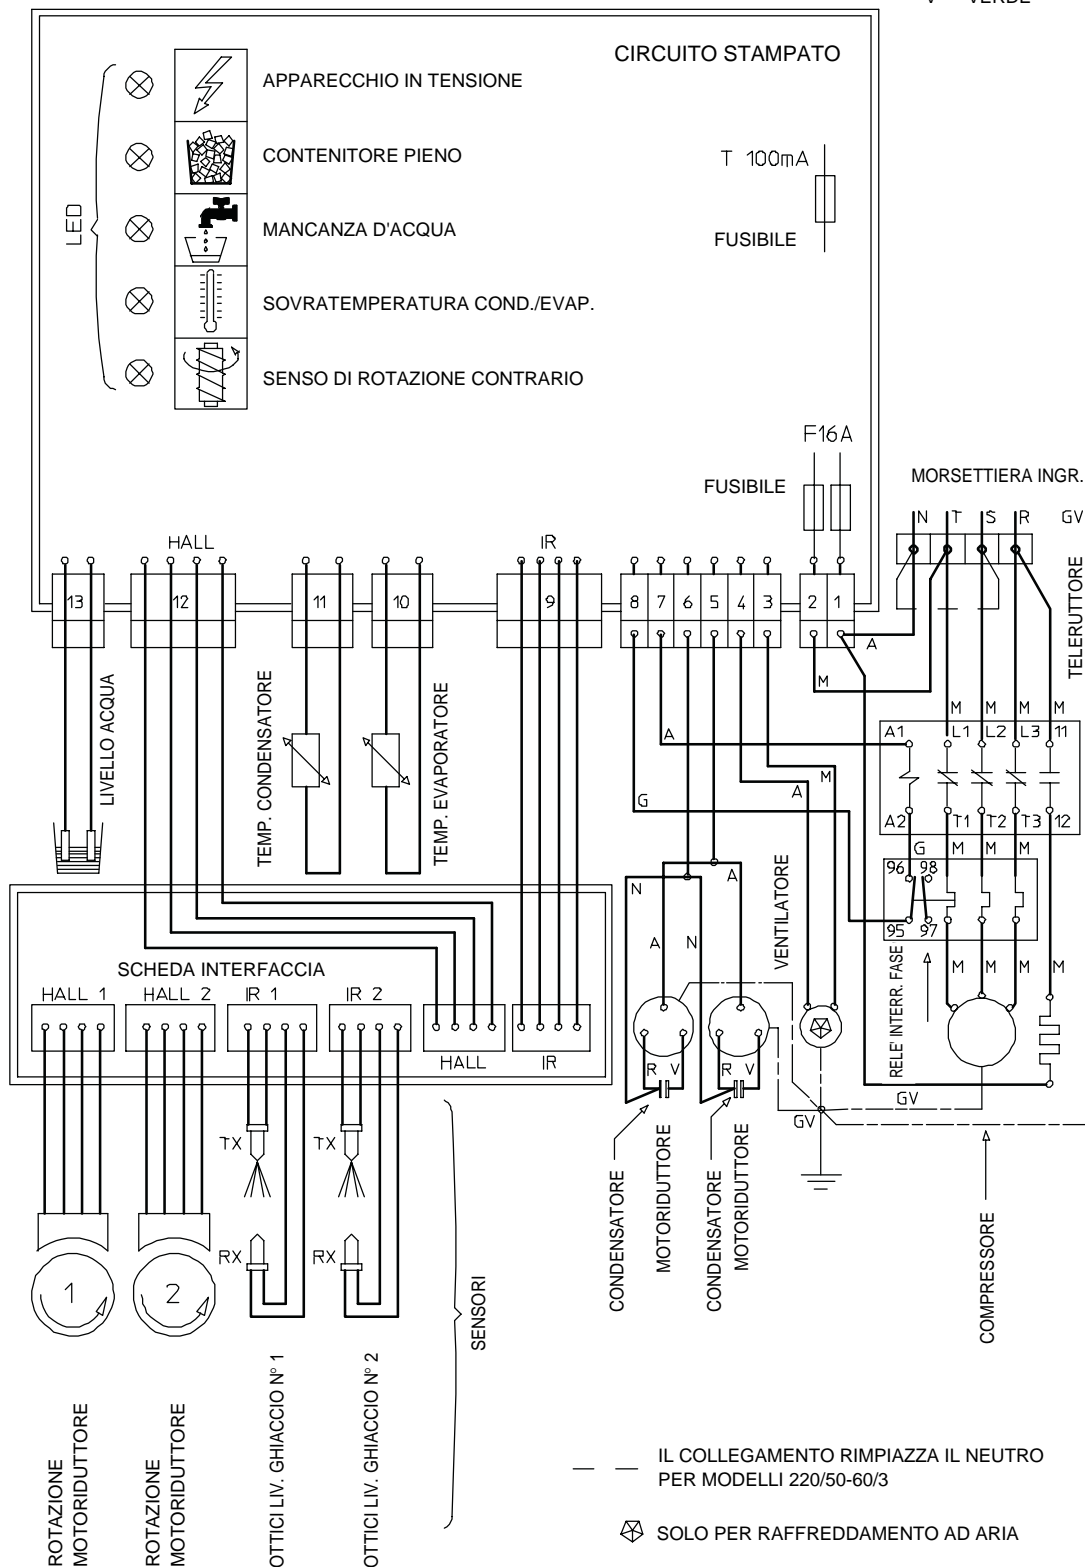 CIRCUITO STAMPATO
LED
APPARECCHIO IN TENSIONE
CONTENITORE PIENO
MANCANZA D'ACQUA
SOVRATEMPERATURA COND./EVAP.
SENSO DI ROTAZIONE CONTRARIO
T 100mA
FUSIBILE
F16A
FUSIBILE
MORSETTIERA INGR.
N T S R GV
HALL
IR
13 12 11 10 9 8 7 6 5 4 3 2 1
A
M
TELERUTTORE
M M M M
A1 L1 L2 L3 11
A2 T1 T2 T3 12
LIVELLO ACQUA
TEMP. CONDENSATORE
TEMP. EVAPORATORE
A
G
A
M
G M M M
96 98
95 97
N
A
A
N
VENTILATORE
RELE' INTERR. FASE
M M M M
SCHEDA INTERFACCIA
HALL 1 HALL 2 IR 1 IR 2
HALL IR
R V
R V
GV
GV
CONDENSATORE
MOTORIDUTTORE
CONDENSATORE
MOTORIDUTTORE
COMPRESSORE
TX
TX
RX
RX
1
2
SENSORI
ROTAZIONE
MOTORIDUTTORE
ROTAZIONE
MOTORIDUTTORE
OTTICI LIV. GHIACCIO N° 1
OTTICI LIV. GHIACCIO N° 2
IL COLLEGAMENTO RIMPIAZZA IL NEUTRO
PER MODELLI 220/50-60/3
SOLO PER RAFFREDDAMENTO AD ARIA